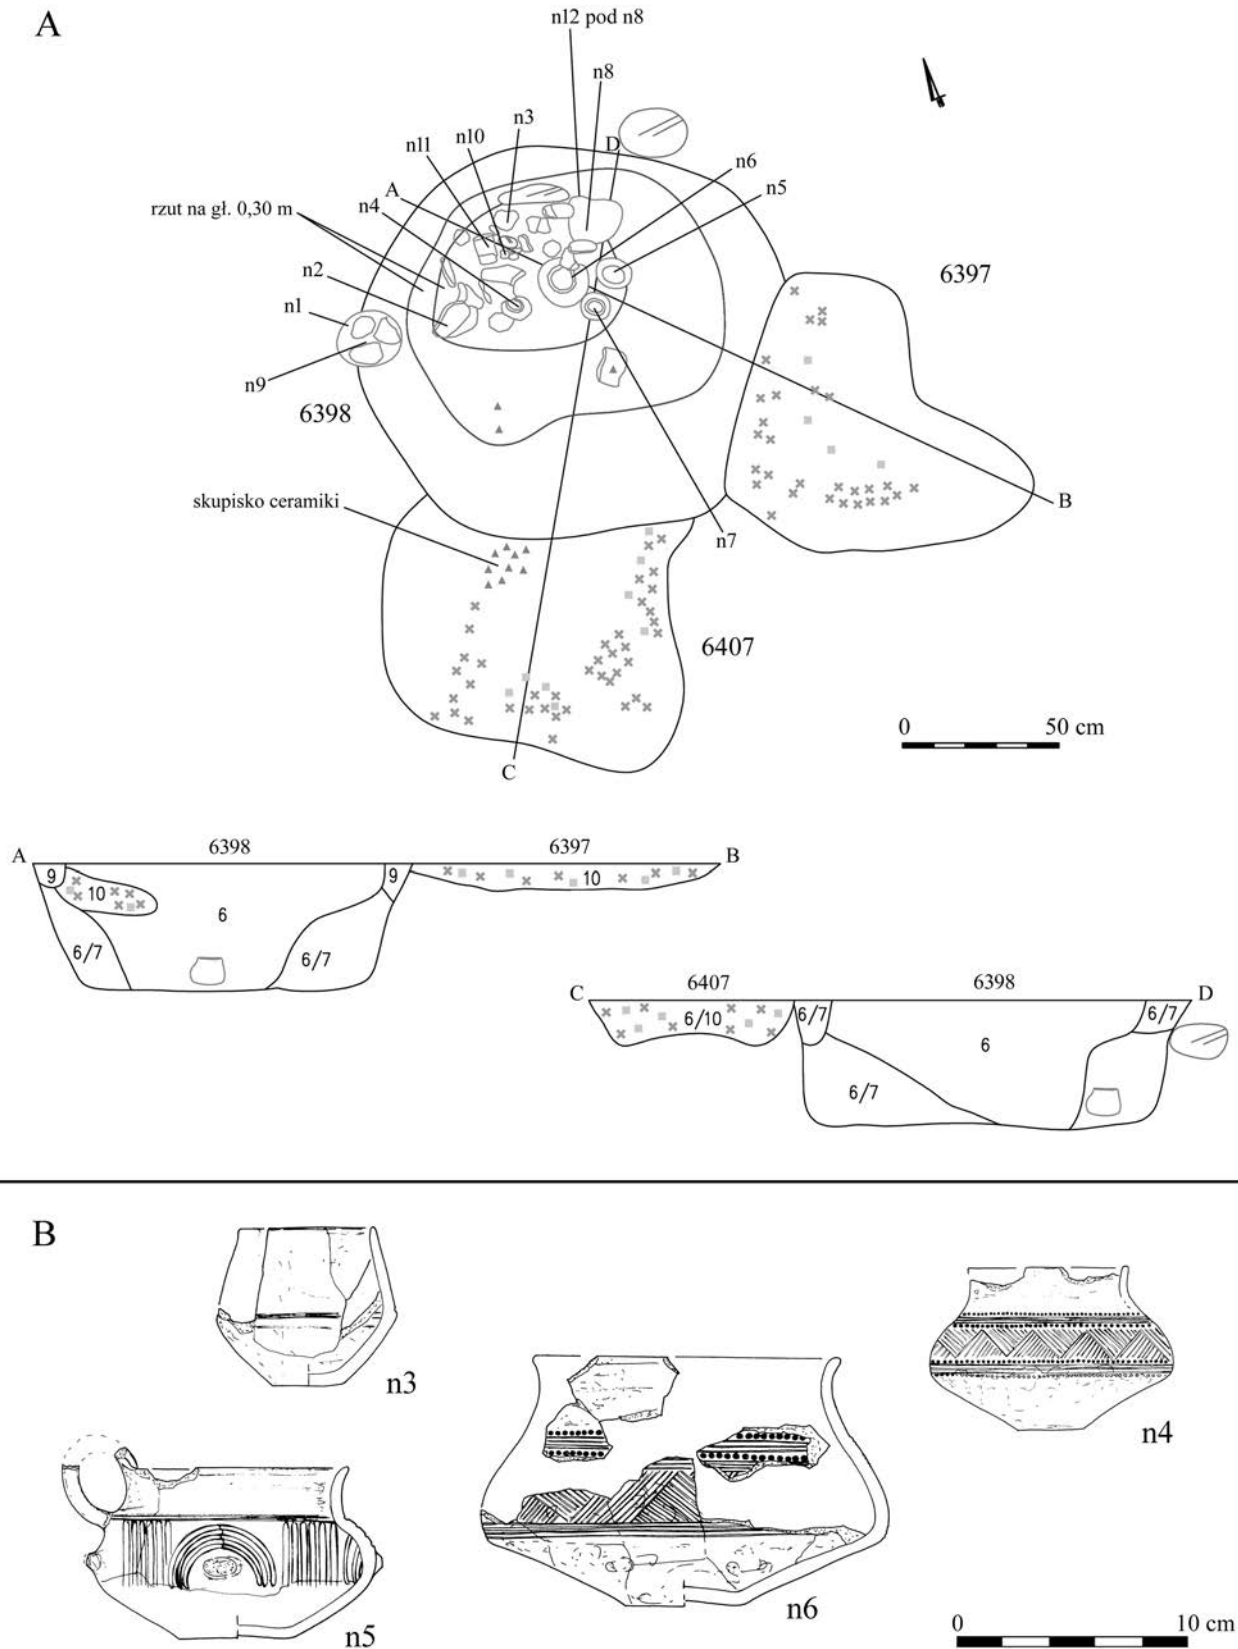 A
n12 pod n8
n8
n3
D
n10
n11
n6
n5
A
rzut na gł. 0,30 m
n4
n2
n1
n9
6398
6397
skupisko ceramiki
B
n7
6407
0 50 cm
C
A 6398 6397 B
9 10 9 10
6
6/7 6/7
C 6407 6398 D
6/10 6/7 6/7
6
6/7
B
n3
n4
n5
n6
0 10 cm